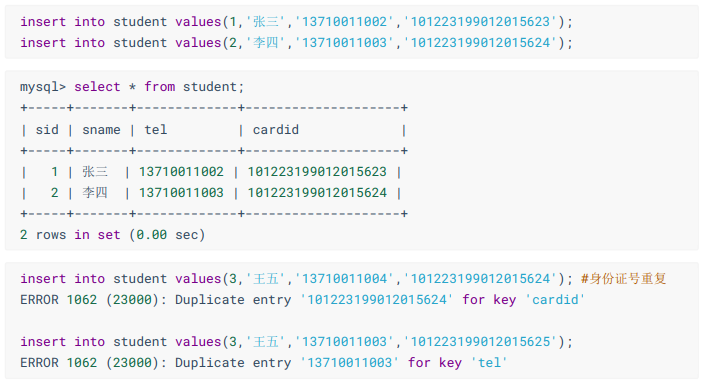 insert into student values(1,'张三','13710011002','101223199012015623');
insert into student values(2,'李四','13710011003','101223199012015624');
mysql> select * from student;
+-----+-------+-------------+--------------------+
| sid | sname | tel         | cardid             |
+-----+-------+-------------+--------------------+
|   1 | 张三  | 13710011002 | 101223199012015623 |
|   2 | 李四  | 13710011003 | 101223199012015624 |
+-----+-------+-------------+--------------------+
2 rows in set (0.00 sec)
insert into student values(3,'王五','13710011004','101223199012015624'); #身份证号重复
ERROR 1062 (23000): Duplicate entry '101223199012015624' for key 'cardid'
insert into student values(3,'王五','13710011003','101223199012015625');
ERROR 1062 (23000): Duplicate entry '13710011003' for key 'tel'